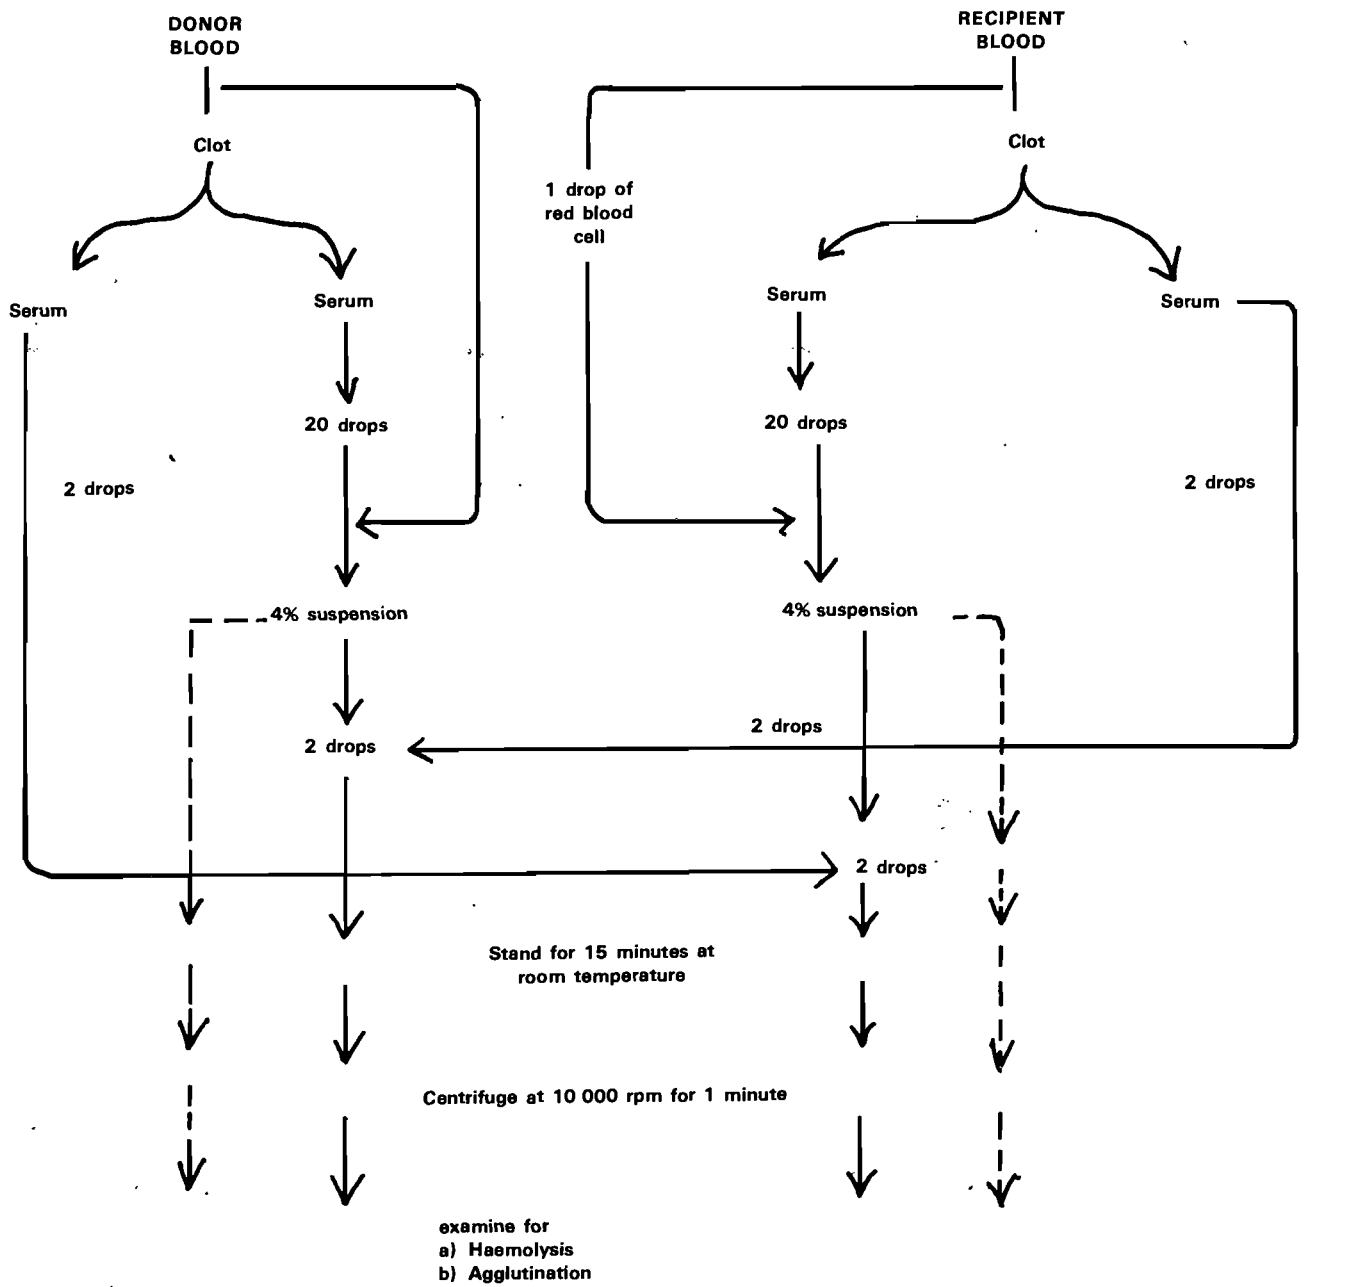 DONOR
BLOOD
RECIPIENT
BLOOD
Clot
Clot
1 drop of
red blood
cell
Serum
Serum
Serum
Serum
20 drops
20 drops
2 drops
2 drops
4% suspension
4% suspension
2 drops
2 drops
2 drops
Stand for 15 minutes at
room temperature
Centrifuge at 10 000 rpm for 1 minute
examine for
a) Haemolysis
b) Agglutination